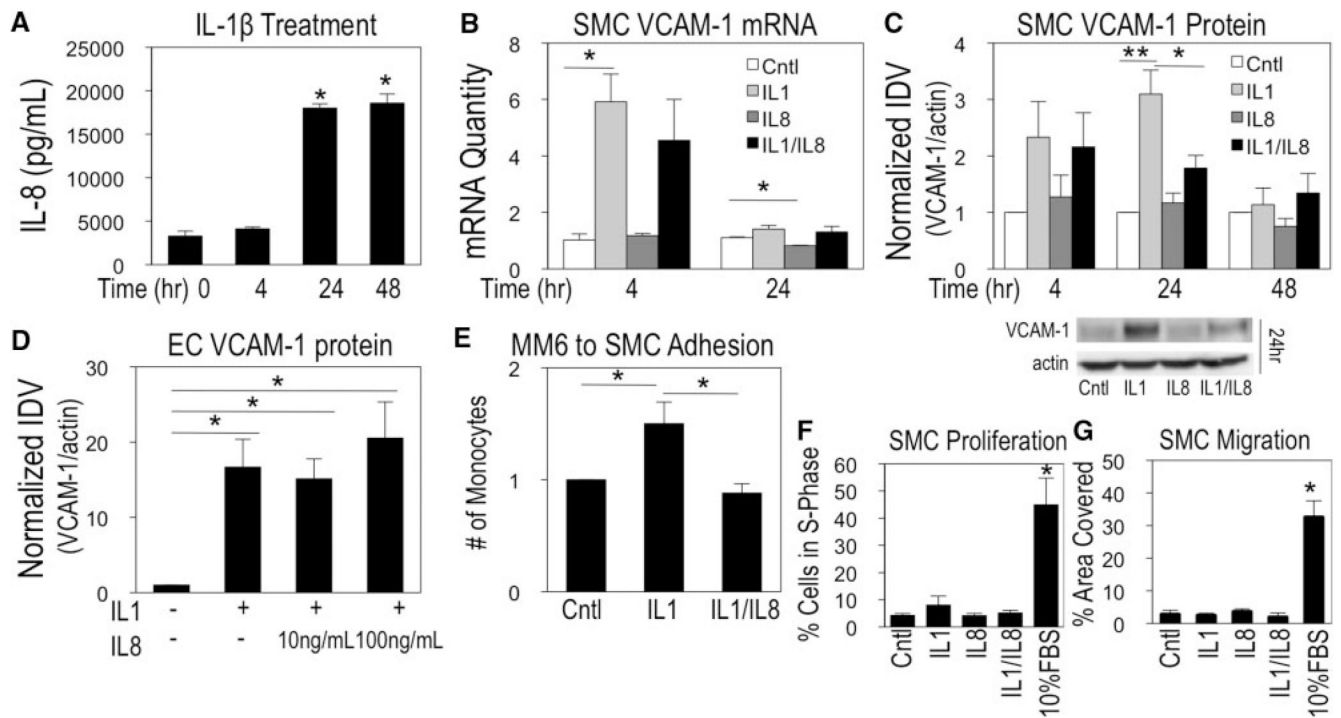 A
IL-1β Treatment
IL-8 (pg/mL)
25000
20000
15000
10000
5000
0
*
*
Time (hr) 0 4 24 48
B
SMC VCAM-1 mRNA
mRNA Quantity
8
6
4
2
0
*
*
Cntl
IL1
IL8
IL1/IL8
Time (hr) 4 24
C
SMC VCAM-1 Protein
Normalized IDV
(VCAM-1/actin)
4
3
2
1
0
** *
Cntl
IL1
IL8
IL1/IL8
Time (hr) 4 24 48
VCAM-1
actin
Cntl IL1 IL8 IL1/IL8
24hr
D
EC VCAM-1 protein
Normalized IDV
(VCAM-1/actin)
30
25
20
15
10
5
0
*
*
*
IL1 - + + +
IL8 - - 10ng/mL 100ng/mL
E
MM6 to SMC Adhesion
# of Monocytes
2
1
0
* *
Cntl IL1 IL1/IL8
F
SMC Proliferation
% Cells in S-Phase
60
50
40
30
20
10
0
*
Cntl
IL1
IL8
IL1/IL8
10%FBS
G
SMC Migration
% Area Covered
50
40
30
20
10
0
*
Cntl
IL1
IL8
IL1/IL8
10%FBS